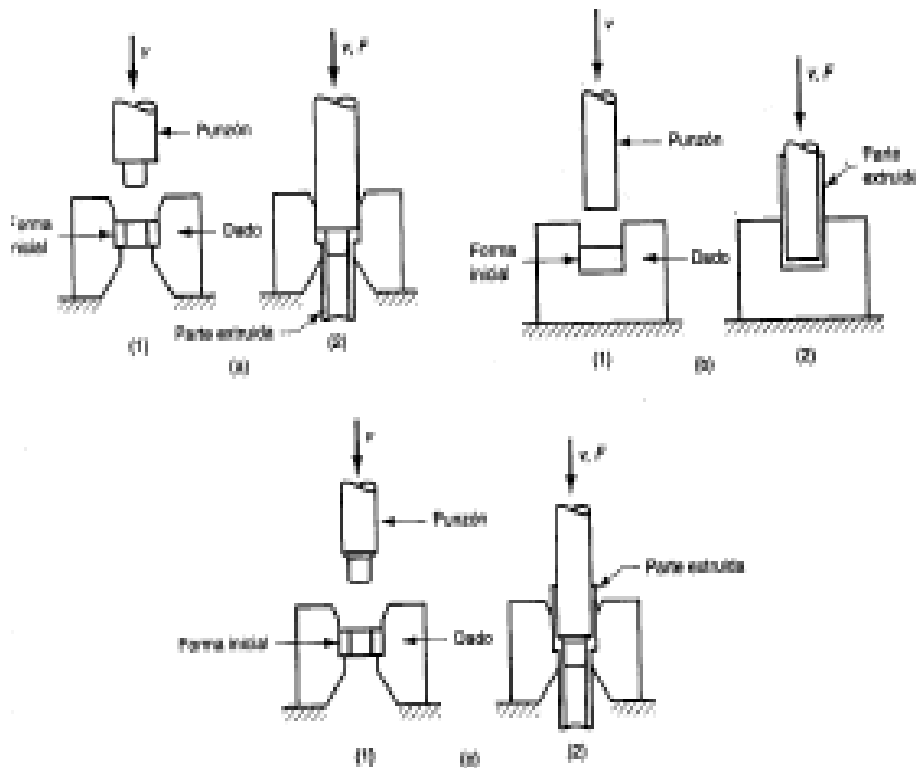 v
v, F
Punzón
Forma
inicial
Dado
Parte extruida
(1)
(2)
(a)
v
v, F
Punzón
Parte
extruida
Forma
inicial
Dado
(1)
(b)
(2)
v
v, F
Punzón
Parte extruida
Forma inicial
Dado
(1)
(2)